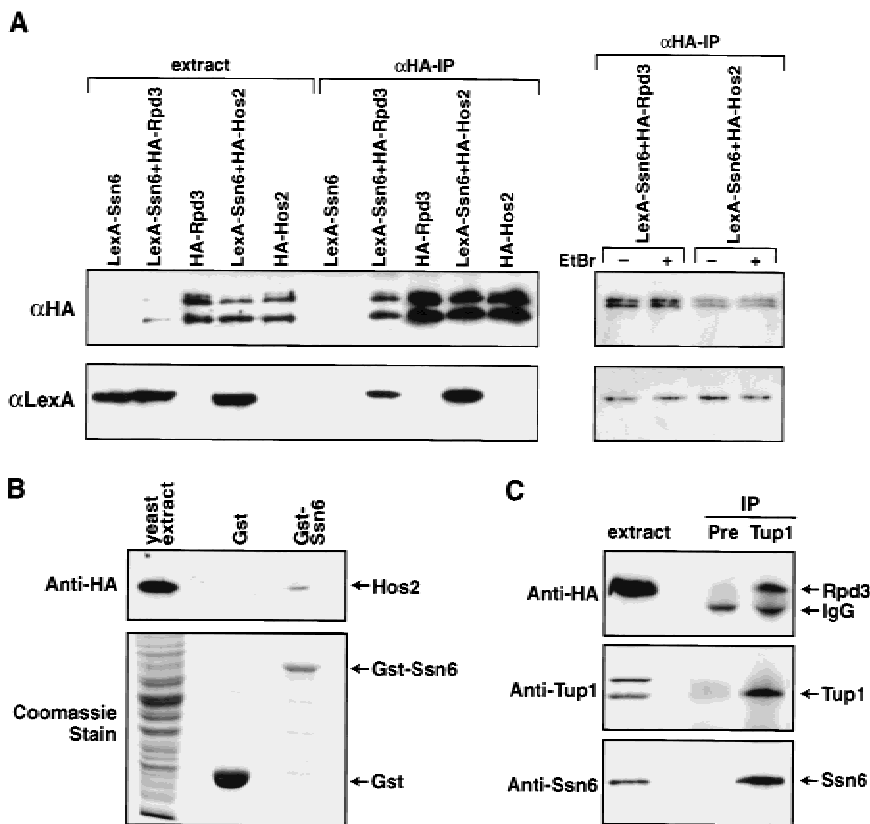 A
extract
αHA-IP
LexA-Ssn6
LexA-Ssn6+HA-Rpd3
HA-Rpd3
LexA-Ssn6+HA-Hos2
HA-Hos2
LexA-Ssn6
LexA-Ssn6+HA-Rpd3
HA-Rpd3
LexA-Ssn6+HA-Hos2
HA-Hos2
αHA
αLexA
αHA-IP
LexA-Ssn6+HA-Rpd3
LexA-Ssn6+HA-Hos2
EtBr − + − +
B
yeast
extract
Gst
Gst-
Ssn6
Anti-HA
←Hos2
←Gst-Ssn6
Coomassie
Stain
←Gst
C
IP
extract Pre Tup1
Anti-HA
←Rpd3
←IgG
Anti-Tup1
←Tup1
Anti-Ssn6
←Ssn6